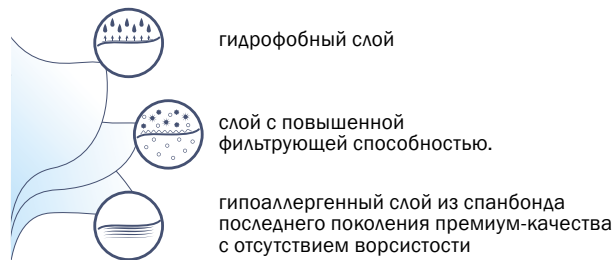 гидрофобный слой
слой с повышенной
фильтрующей способностью.
гипоаллергенный слой из спанбонда
последнего поколения премиум-качества
с отсутствием ворсистости